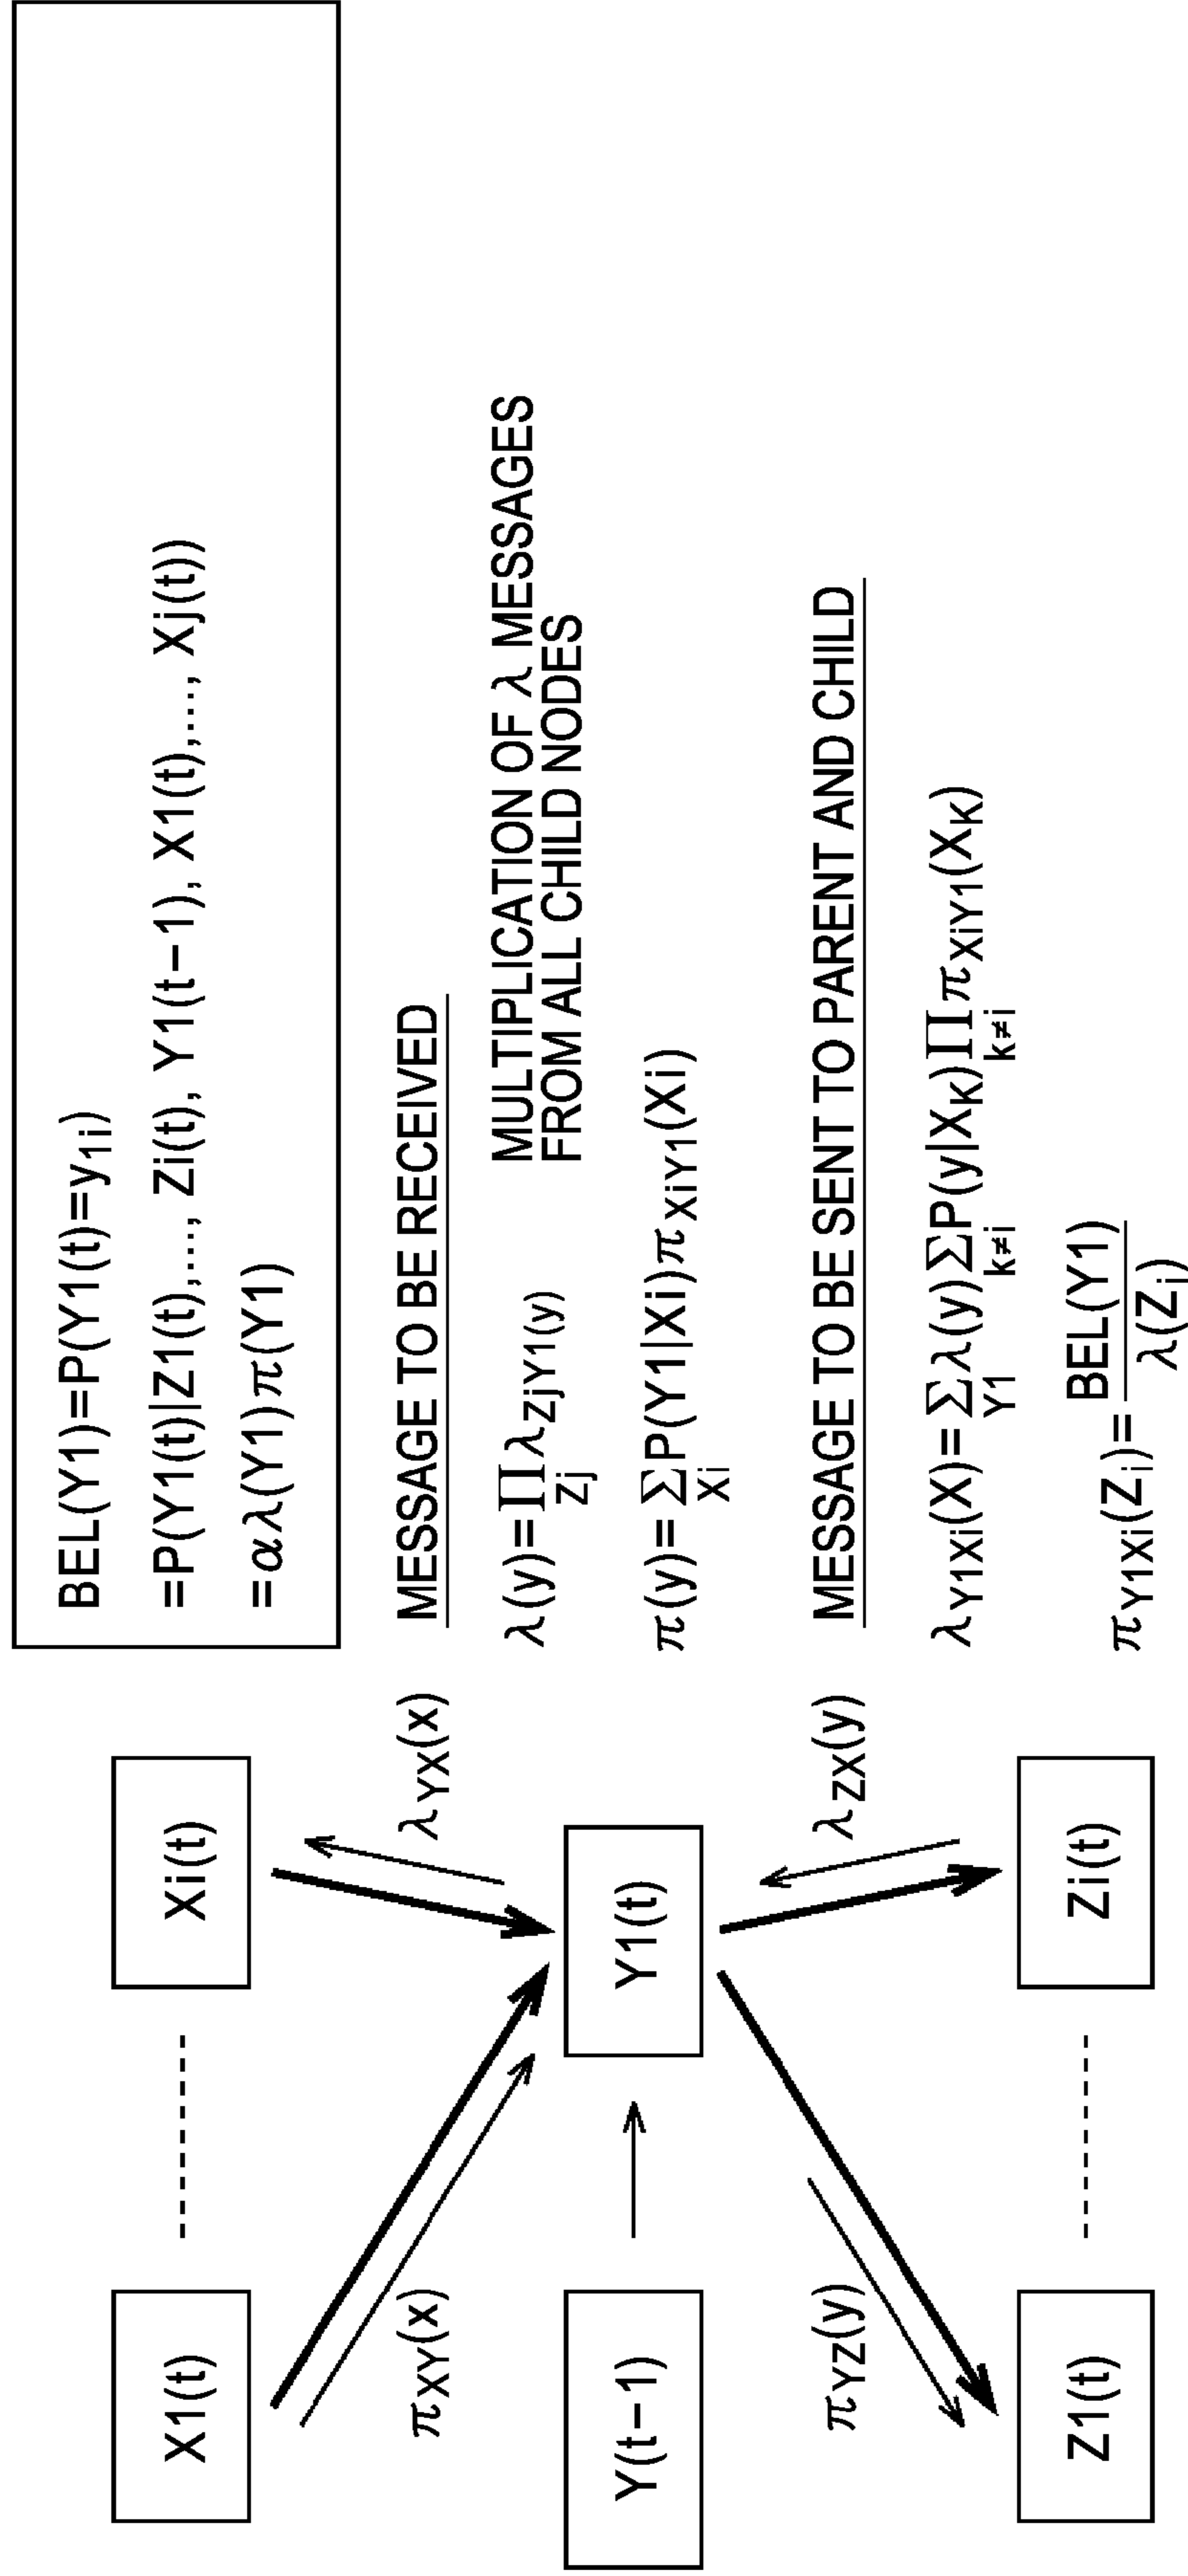 X1(t)
Xi(t)
πXY(x)
λYX(x)
Y(t−1)
Y1(t)
πYZ(y)
λZX(y)
Z1(t)
Zi(t)
BEL(Y1)=P(Y1(t)=y1i)
=P(Y1(t)|Z1(t),..., Zi(t), Y1(t−1), X1(t),..., Xj(t))
=αλ(Y1)π(Y1)
MESSAGE TO BE RECEIVED
λ(y)=∏λZjY1(y)
Zj
MULTIPLICATION OF λ MESSAGES
FROM ALL CHILD NODES
π(y)=∑P(Y1|Xi)πXiY1(Xi)
Xi
MESSAGE TO BE SENT TO PARENT AND CHILD
λY1Xi(X)=∑λ(y)∑P(y|XK)∏πXiY1(XK)
Y1 k≠i k≠i
πY1Xi(Zi)=BEL(Y1)
λ(Zi)